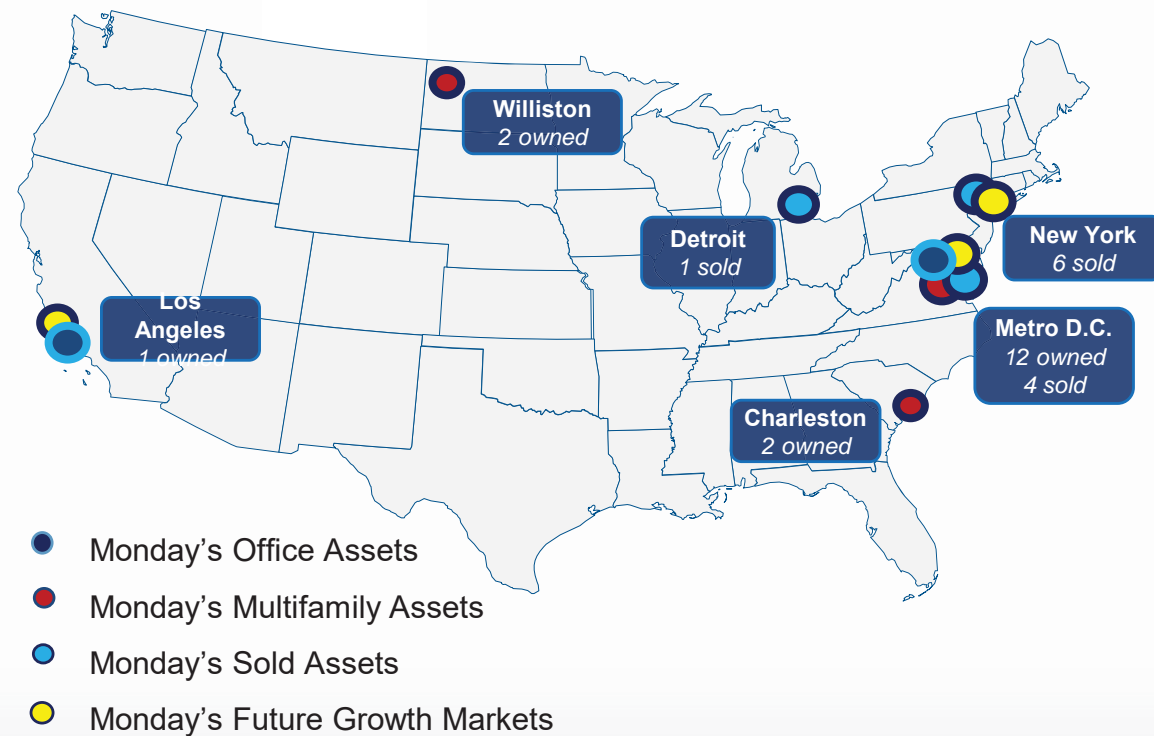 Williston
2 owned
Detroit
1 sold
New York
6 sold
Los
Angeles
1 owned
Metro D.C.
12 owned
4 sold
Charleston
2 owned
Monday’s Office Assets
Monday’s Multifamily Assets
Monday’s Sold Assets
Monday’s Future Growth Markets